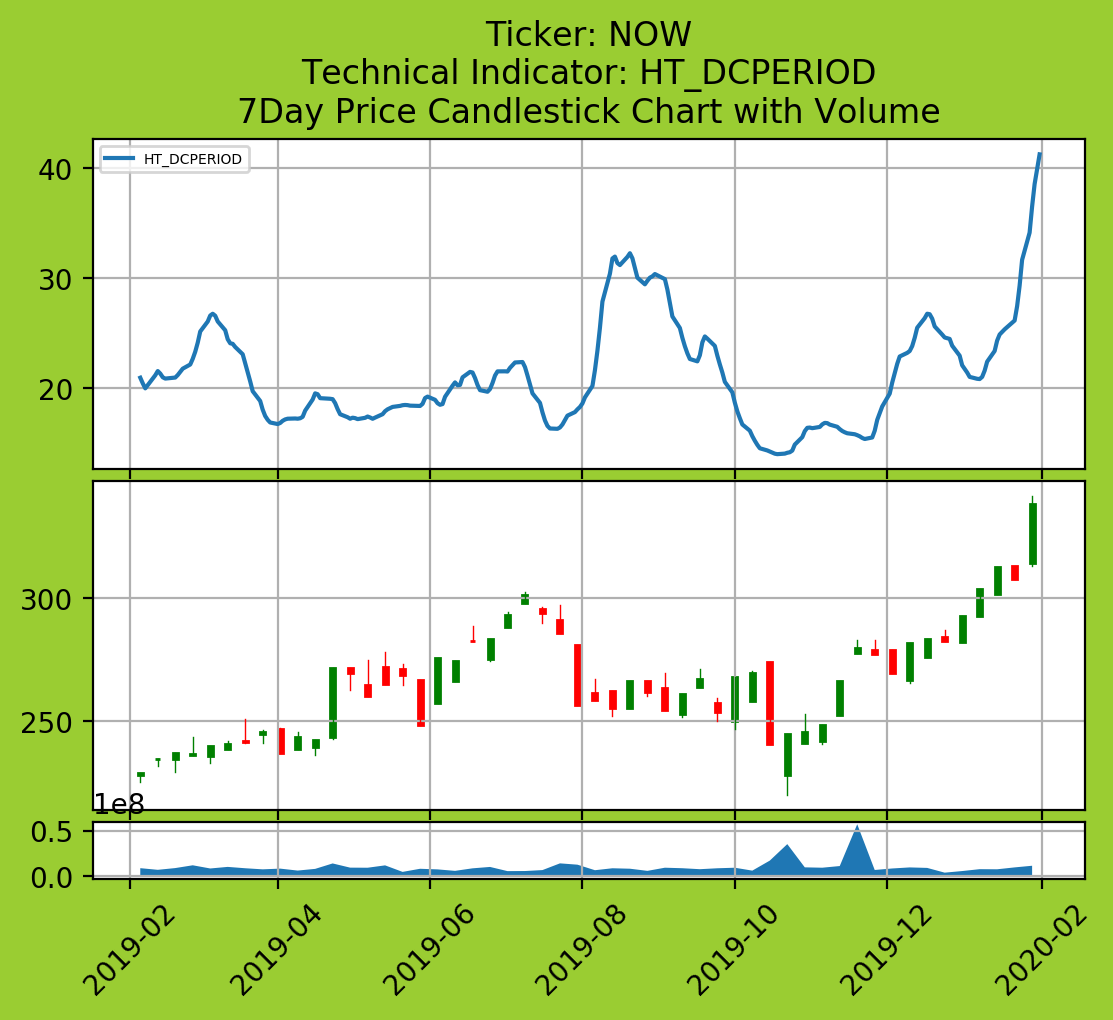 Ticker: NOW
Technical Indicator: HT_DCPERIOD
7Day Price Candlestick Chart with Volume
HT_DCPERIOD
40
30
20
300
250
1e8
0.5
0.0
2019-02
2019-04
2019-06
2019-08
2019-10
2019-12
2020-02